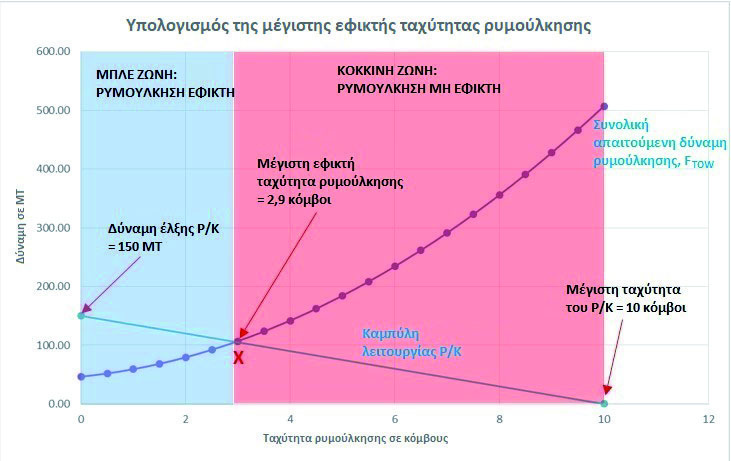 Υπολογισμός της μέγιστης εφικτής ταχύτητας ρυμούλκησης
600.00
500.00
400.00
300.00
200.00
100.00
0.00
Δύναμη σε ΜΤ
ΜΠΛΕ ΖΩΝΗ:
ΡΥΜΟΥΛΚΗΣΗ ΕΦΙΚΤΗ
ΚΟΚΚΙΝΗ ΖΩΝΗ:
ΡΥΜΟΥΛΚΗΣΗ ΜΗ ΕΦΙΚΤΗ
Συνολική
απαιτούμενη δύναμη
ρυμούλκησης, FTOW
Μέγιστη εφικτή
ταχύτητα ρυμούλκησης
= 2,9 κόμβοι
Δύναμη έλξης Ρ/Κ
= 150 ΜΤ
Μέγιστη ταχύτητα
του Ρ/Κ = 10 κόμβοι
Καμπύλη
λειτουργίας Ρ/Κ
X
0 2 4 6 8 10 12
Ταχύτητα ρυμούλκησης σε κόμβους